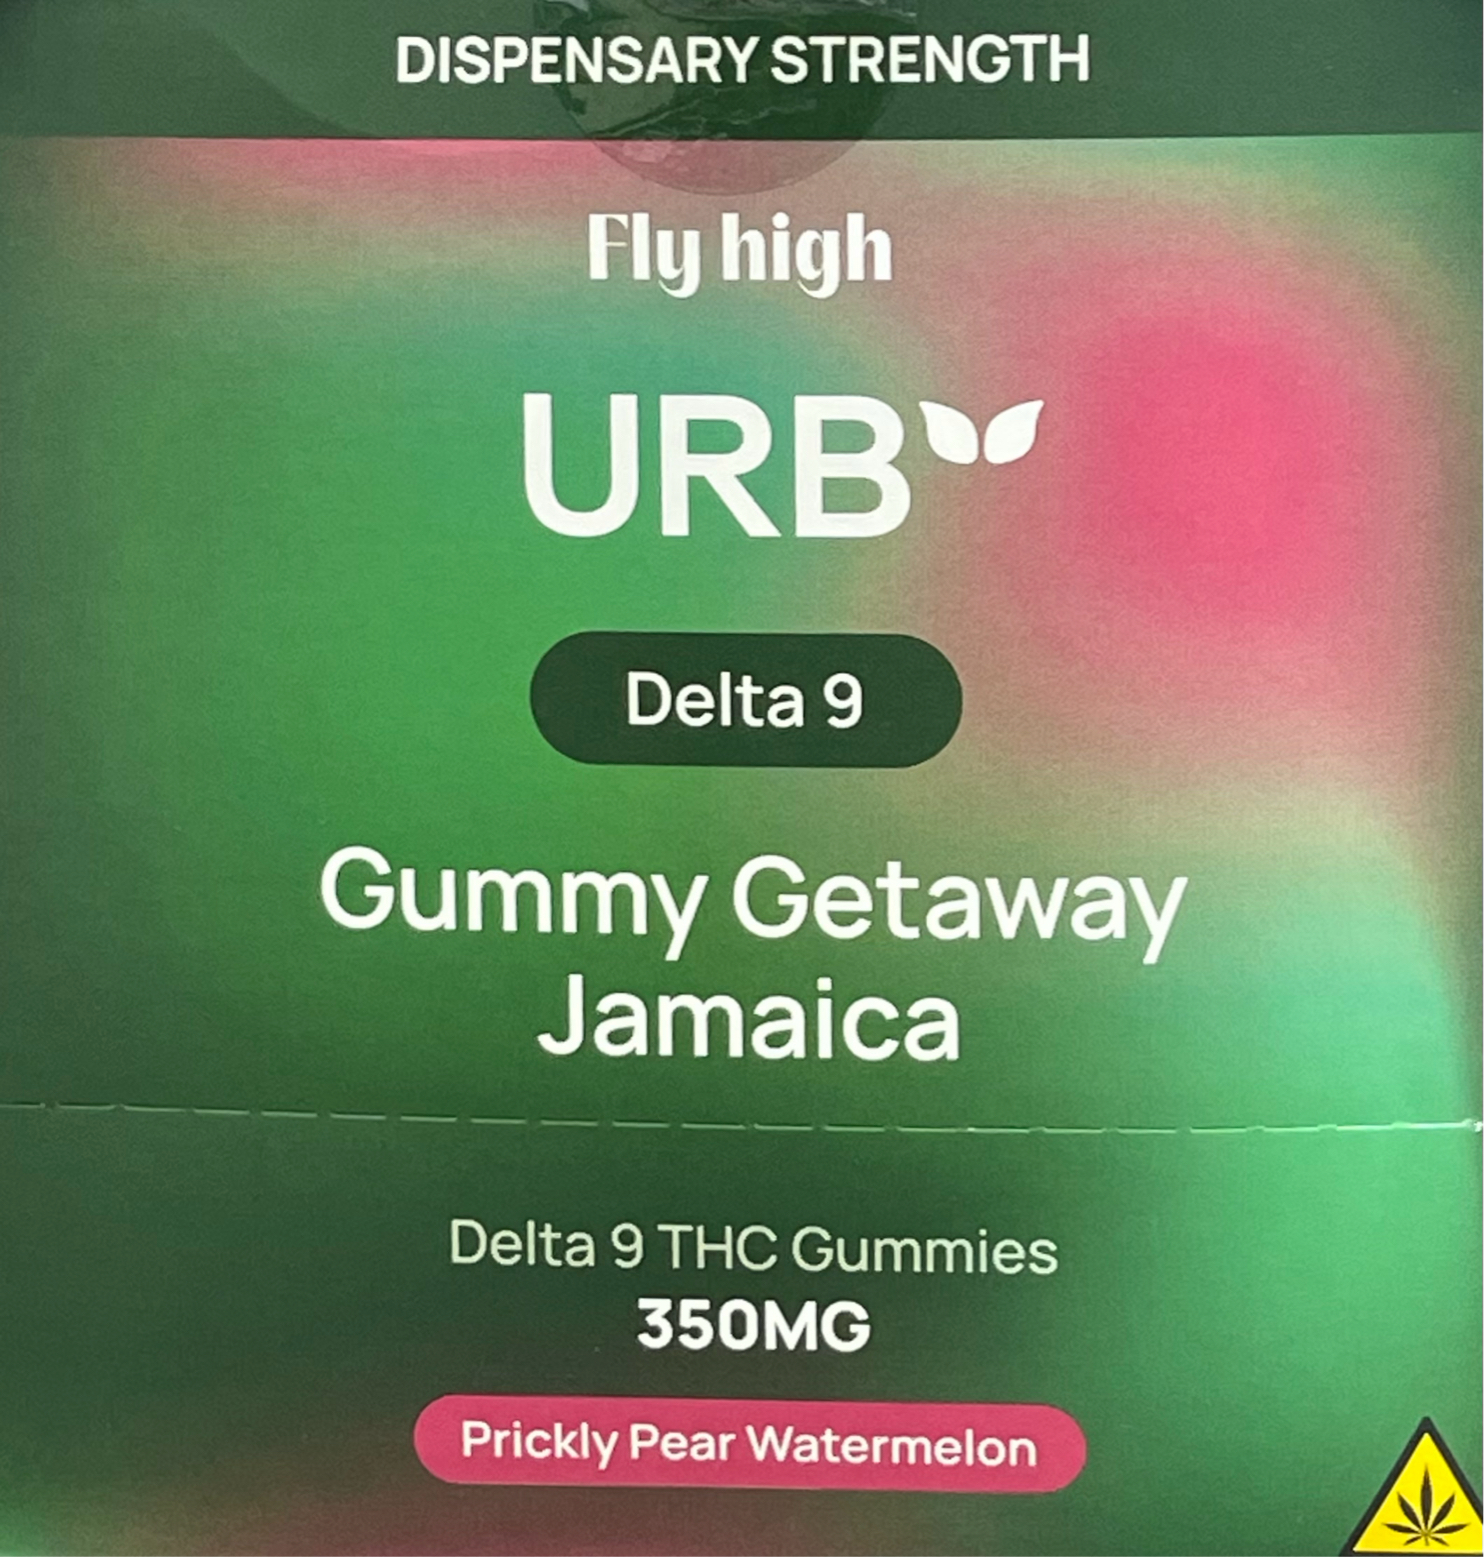 DISPENSARY STRENGTH
Fly high
URB
Delta 9
Gummy Getaway
Jamaica
Delta 9 THC Gummies
350MG
Prickly Pear Watermelon